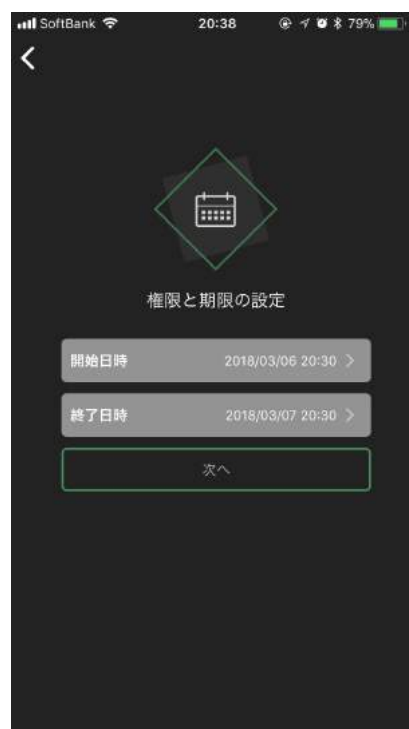 SoftBank 20:38 79%
権限と期限の設定
開始日時 2018/03/06 20:30 >
終了日時 2018/03/07 20:30 >
次へ